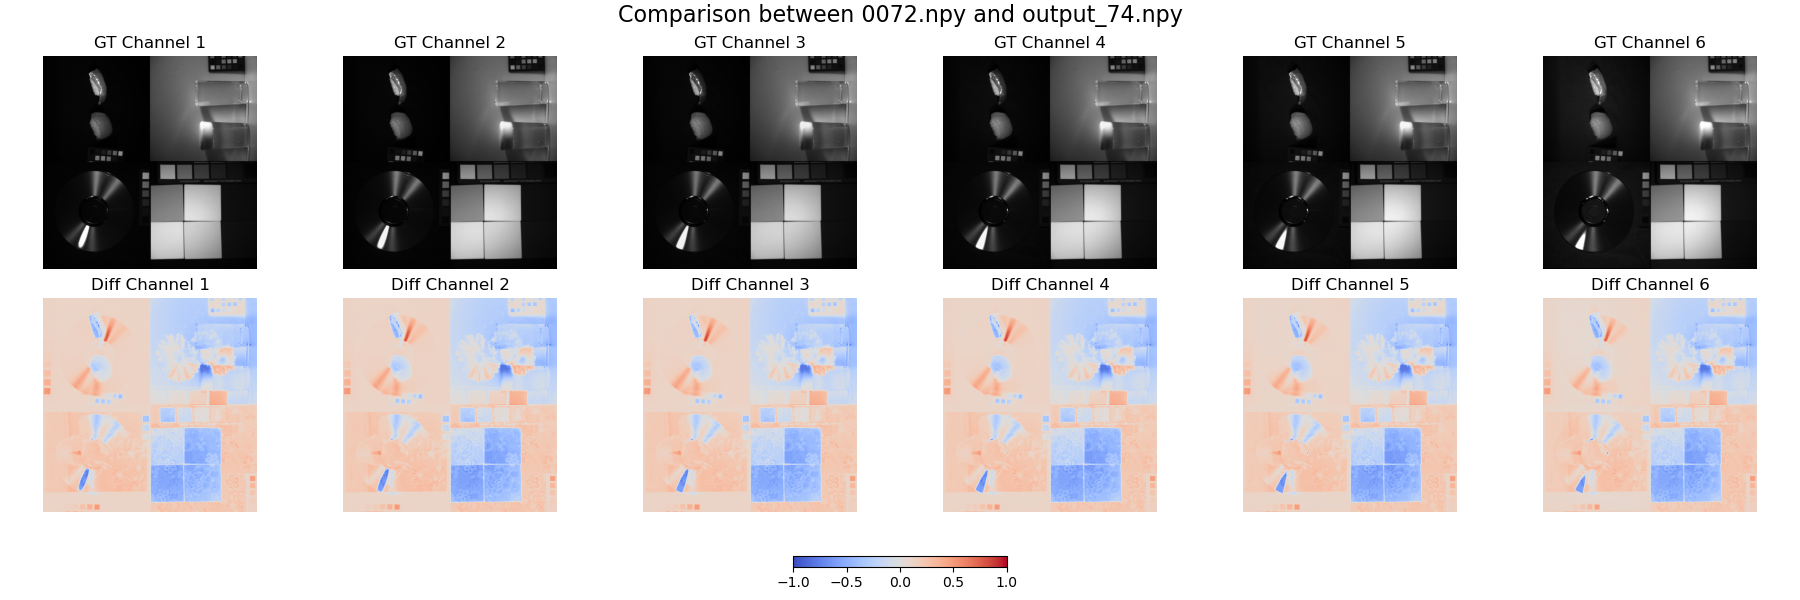 Comparison between 0072.npy and output_74.npy
GT Channel 1
GT Channel 2
GT Channel 3
GT Channel 4
GT Channel 5
GT Channel 6
Diff Channel 1
Diff Channel 2
Diff Channel 3
Diff Channel 4
Diff Channel 5
Diff Channel 6
−1.0 −0.5 0.0 0.5 1.0